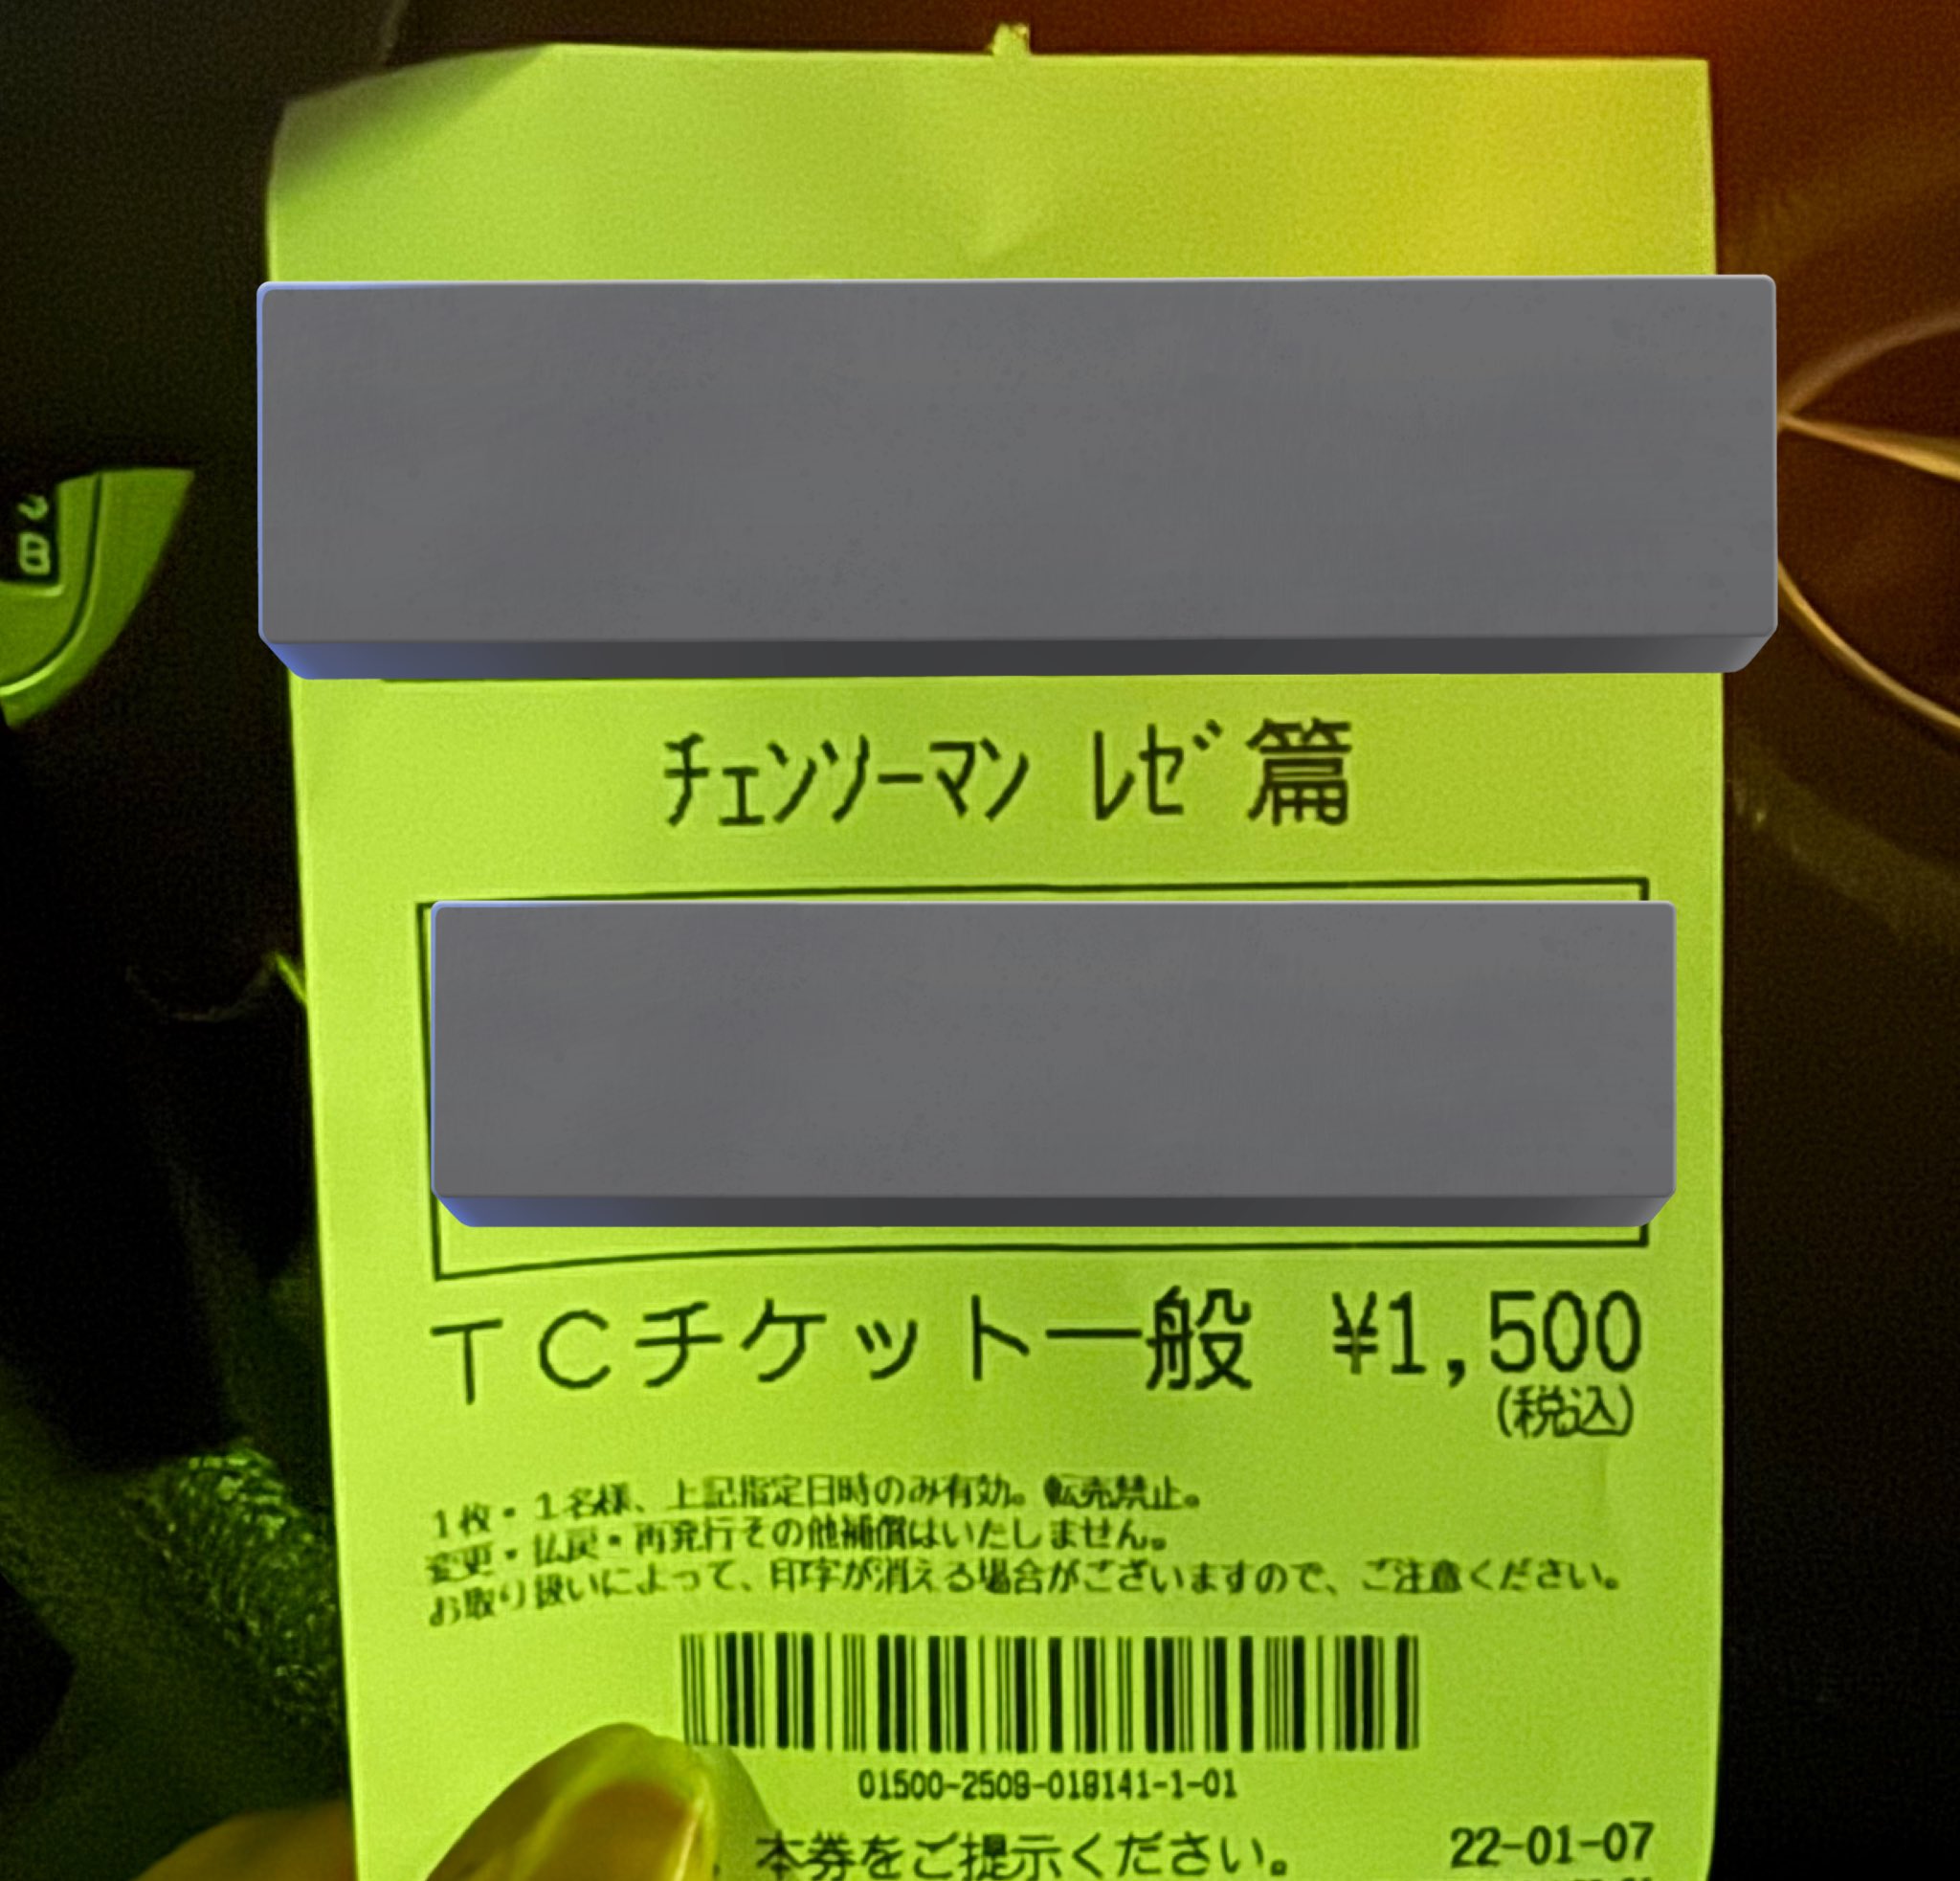 チェンソーマン レゼ篇
TCチケット一般 ¥1,500
(税込)
1枚・1名様、上記指定日時のみ有効。転売禁止。
変更・払戻・再発行その他補償はいたしません。
お取り扱いによって、印字が消える場合がございますので、ご注意ください。
01500-2509-018141-1-01
本券をご提示ください。
22-01-07